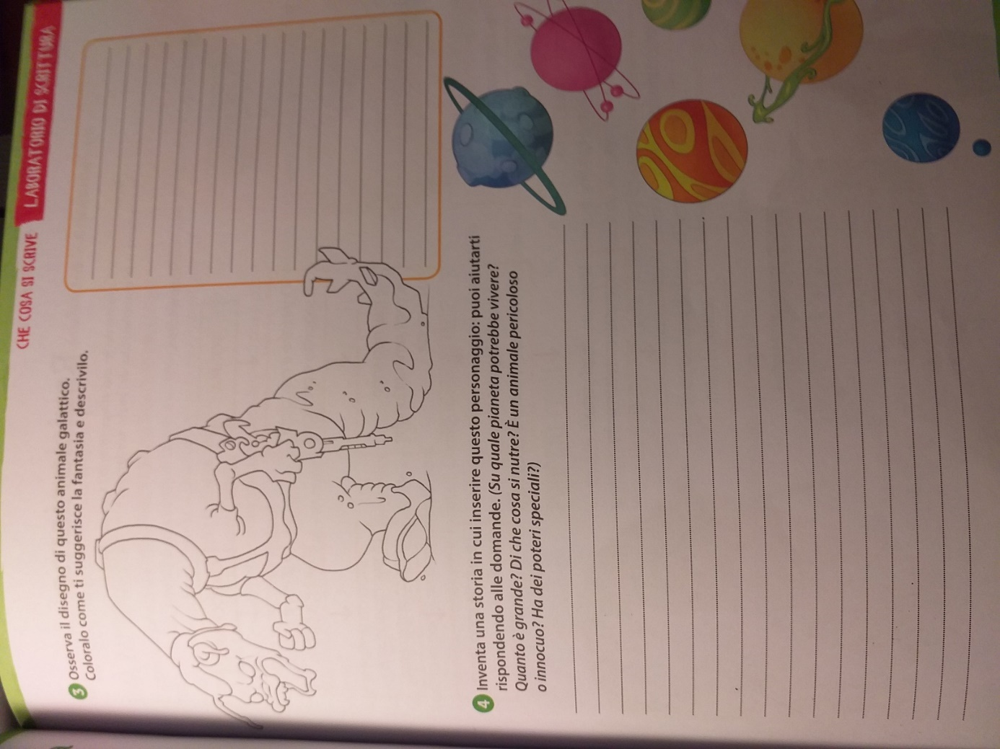 CHE COSA SI SCRIVE LABORATORIO DI SCRITTURA
3 Osserva il disegno di questo animale galattico.
Coloralo come ti suggerisce la fantasia e descrivilo.
4 Inventa una storia in cui inserire questo personaggio: puoi aiutarti
rispondendo alle domande. (Su quale pianeta potrebbe vivere?
Quanto è grande? Di che cosa si nutre? È un animale pericoloso
o innocuo? Ha dei poteri speciali?)